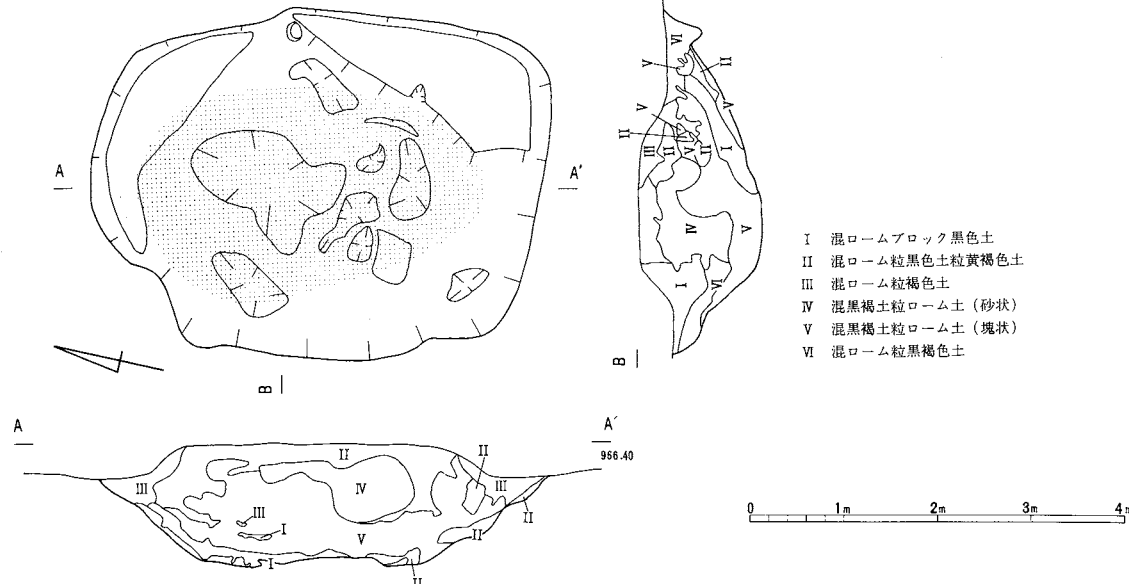 A
A'
B
VI
V
II
V
V
II
III
II
V
II
I
IV
V
I
VI
B
I 混ロームブロック黒色土
II 混ローム粒黒色土粒黄褐色土
III 混ローム粒褐色土
IV 混黒褐土粒ローム土(砂状)
V 混黒褐土粒ローム土(塊状)
VI 混ローム粒黒褐色土
A
A'
966.40
II
II
III
IV
III
II
III
I
V
II
I
II
0 1m 2m 3m 4m